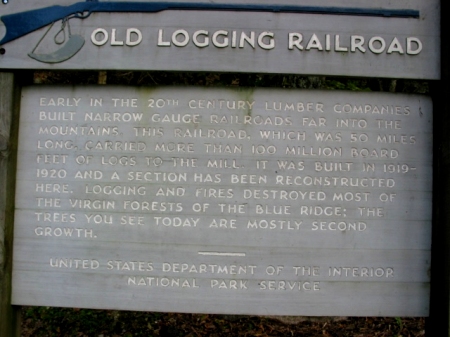 OLD LOGGING RAILROAD
EARLY IN THE 20TH CENTURY LUMBER COMPANIES
BUILT NARROW GAUGE RAILROADS FAR INTO THE
MOUNTAINS. THIS RAILROAD, WHICH WAS 50 MILES
LONG, CARRIED MORE THAN 100 MILLION BOARD
FEET OF LOGS TO THE MILL. IT WAS BUILT IN 1919-
1920 AND A SECTION HAS BEEN RECONSTRUCTED
HERE. LOGGING AND FIRES DESTROYED MOST OF
THE VIRGIN FORESTS OF THE BLUE RIDGE; THE
TREES YOU SEE TODAY ARE MOSTLY SECOND
GROWTH.
UNITED STATES DEPARTMENT OF THE INTERIOR
NATIONAL PARK SERVICE